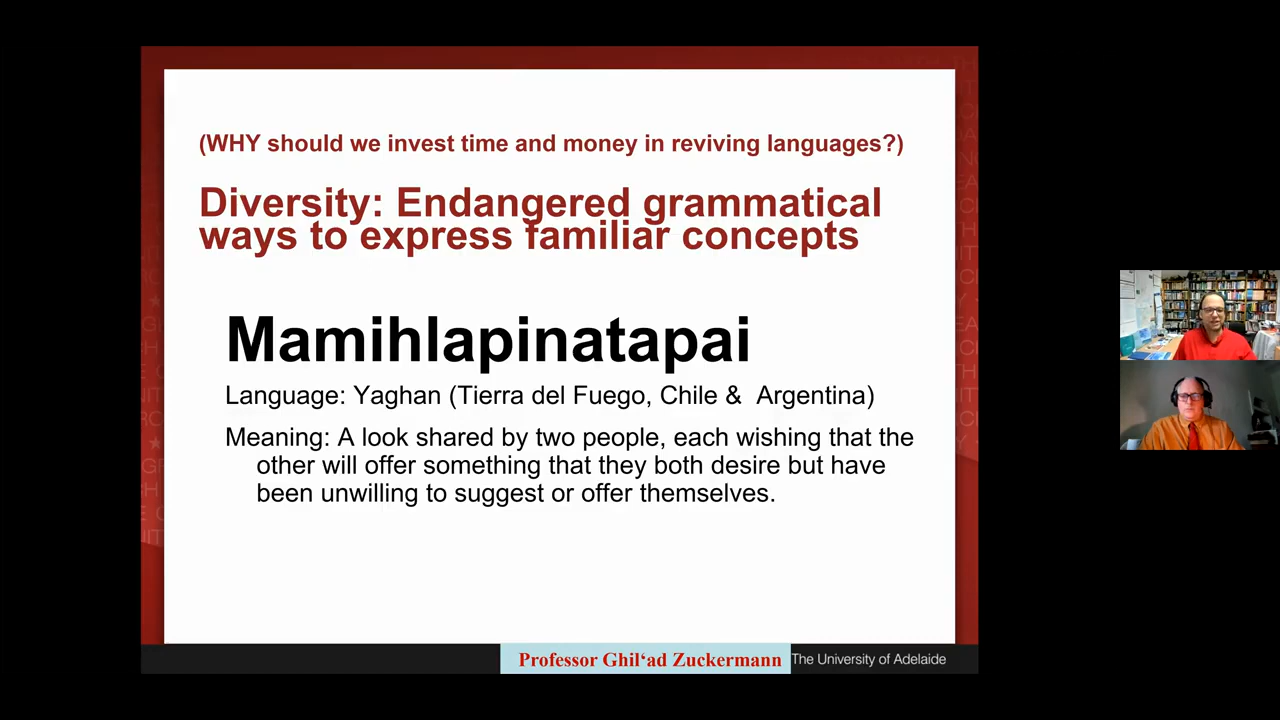 (WHY should we invest time and money in reviving languages?)
Diversity: Endangered grammatical
ways to express familiar concepts
Mamihlapinatapai
Language: Yaghan (Tierra del Fuego, Chile &  Argentina)
Meaning: A look shared by two people, each wishing that the
other will offer something that they both desire but have
been unwilling to suggest or offer themselves.
Professor Ghil‘ad Zuckermann
The University of Adelaide